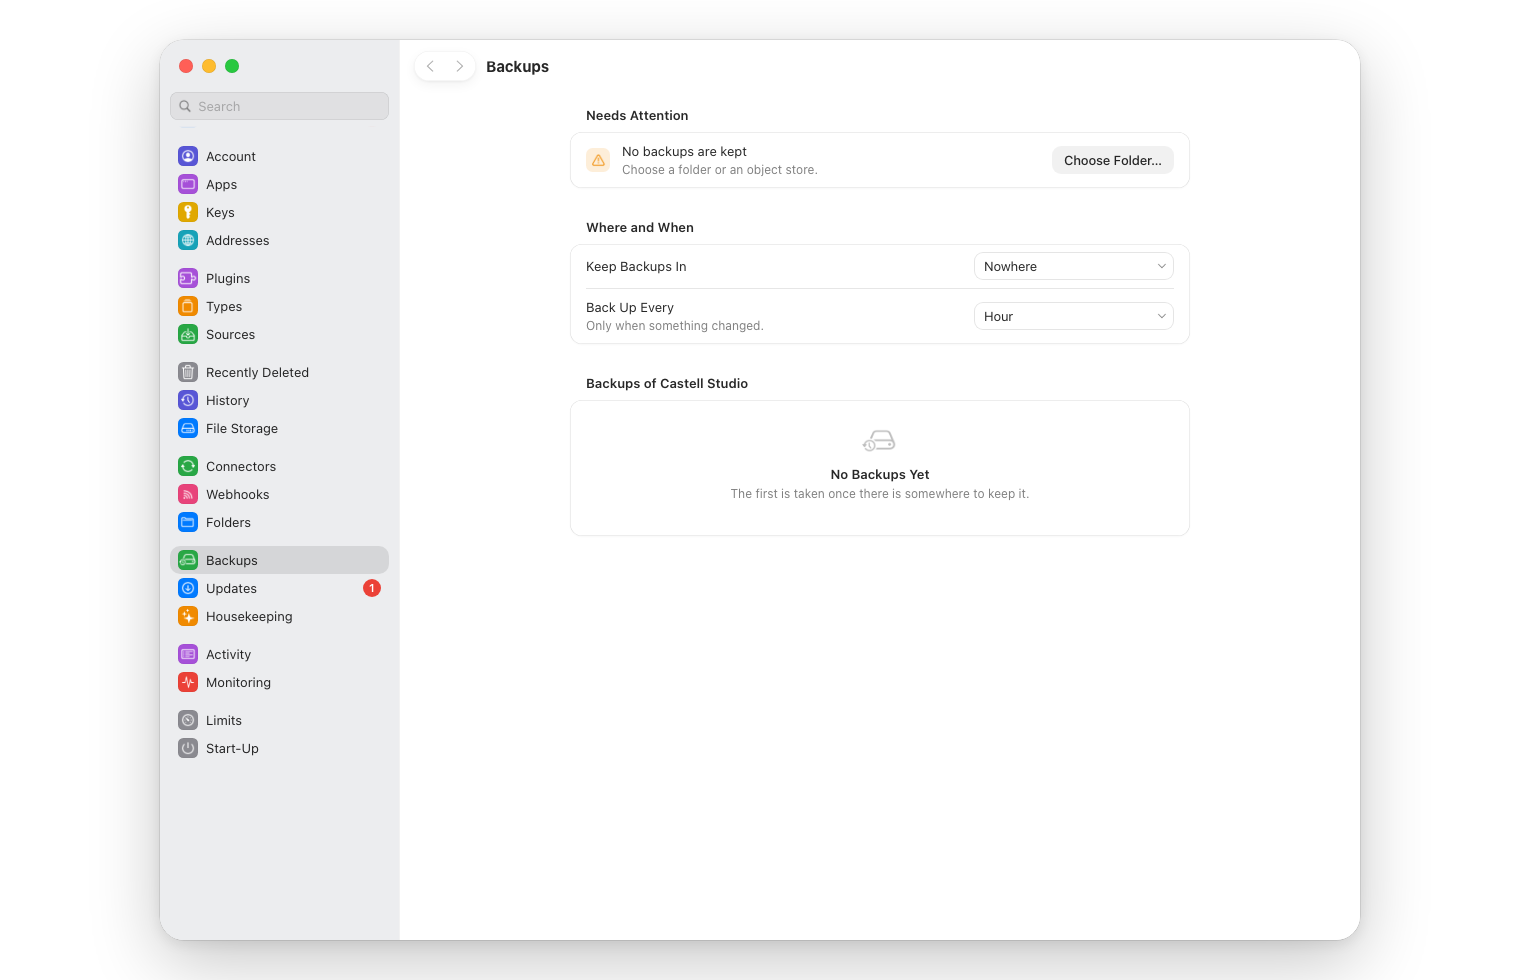 Search
Account
Apps
Keys
Addresses
Plugins
Types
Sources
Recently Deleted
History
File Storage
Connectors
Webhooks
Folders
Backups
Updates
1
Housekeeping
Activity
Monitoring
Limits
Start-Up
Backups
Needs Attention
No backups are kept
Choose a folder or an object store.
Choose Folder...
Where and When
Keep Backups In
Nowhere
Back Up Every
Only when something changed.
Hour
Backups of Castell Studio
No Backups Yet
The first is taken once there is somewhere to keep it.